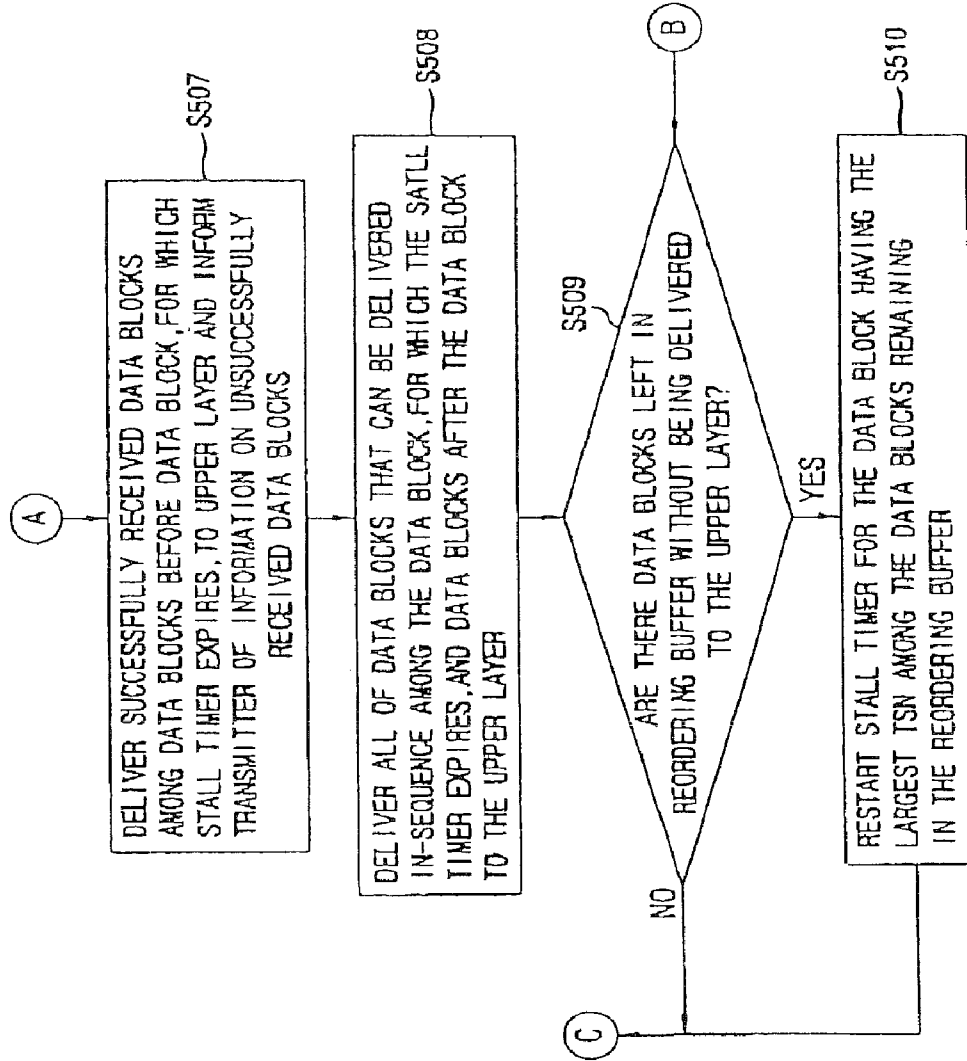 A
DELIVER SUCCESSFULLY RECEIVED DATA BLOCKS
AMONG DATA BLOCKS BEFORE DATA BLOCK, FOR WHICH
STALL TIMER EXPIRES, TO UPPER LAYER AND INFORM
TRANSMITTER OF INFORMATION ON UNSUCCESSFULLY
RECEIVED DATA BLOCKS
S507
DELIVER ALL OF DATA BLOCKS THAT CAN BE DELIVERED
IN-SEQUENCE AMONG THE DATA BLOCK, FOR WHICH THE SATLL
TIMER EXPIRES, AND DATA BLOCKS AFTER THE DATA BLOCK
TO THE UPPER LAYER
S508
S509
ARE THERE DATA BLOCKS LEFT IN
REORDERING BUFFER WITHOUT BEING DELIVERED
TO THE UPPER LAYER?
B
NO
YES
C
RESTART STALL TIMER FOR THE DATA BLOCK HAVING THE
LARGEST TSN AMONG THE DATA BLOCKS REMAINING
IN THE REORDERING BUFFER
S510